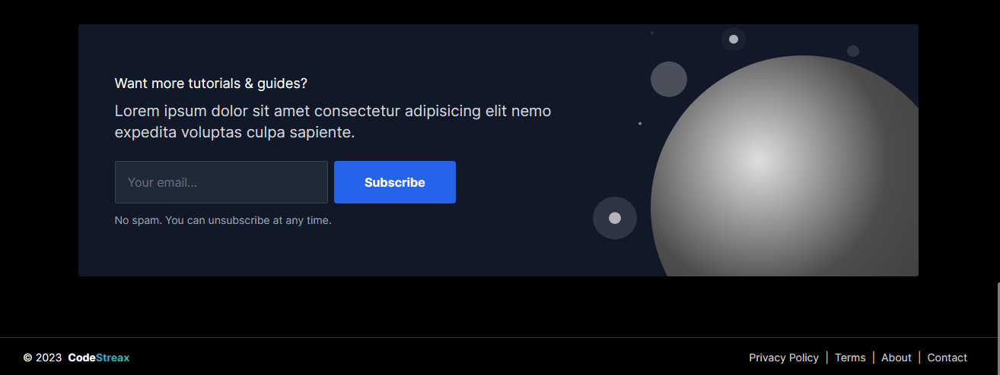 Want more tutorials & guides?
Lorem ipsum dolor sit amet consectetur adipisicing elit nemo
expedita voluptas culpa sapiente.
Your email...
Subscribe
No spam. You can unsubscribe at any time.
© 2023 CodeStreax
Privacy Policy | Terms | About | Contact